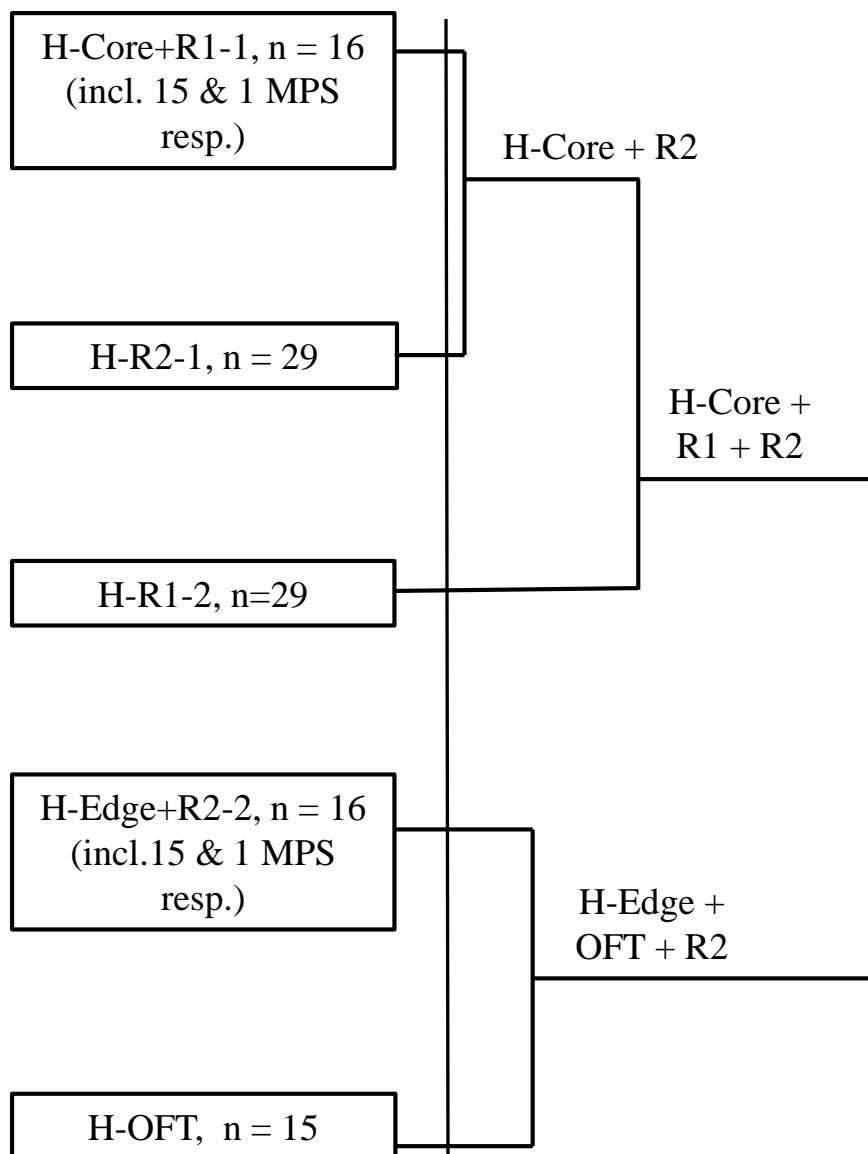 H-Core+R1-1, n = 16
(incl. 15 & 1 MPS
resp.)
H-Core + R2
H-R2-1, n = 29
H-Core +
R1 + R2
H-R1-2, n=29
H-Edge+R2-2, n = 16
(incl.15 & 1 MPS
resp.)
H-Edge +
OFT + R2
H-OFT, n = 15